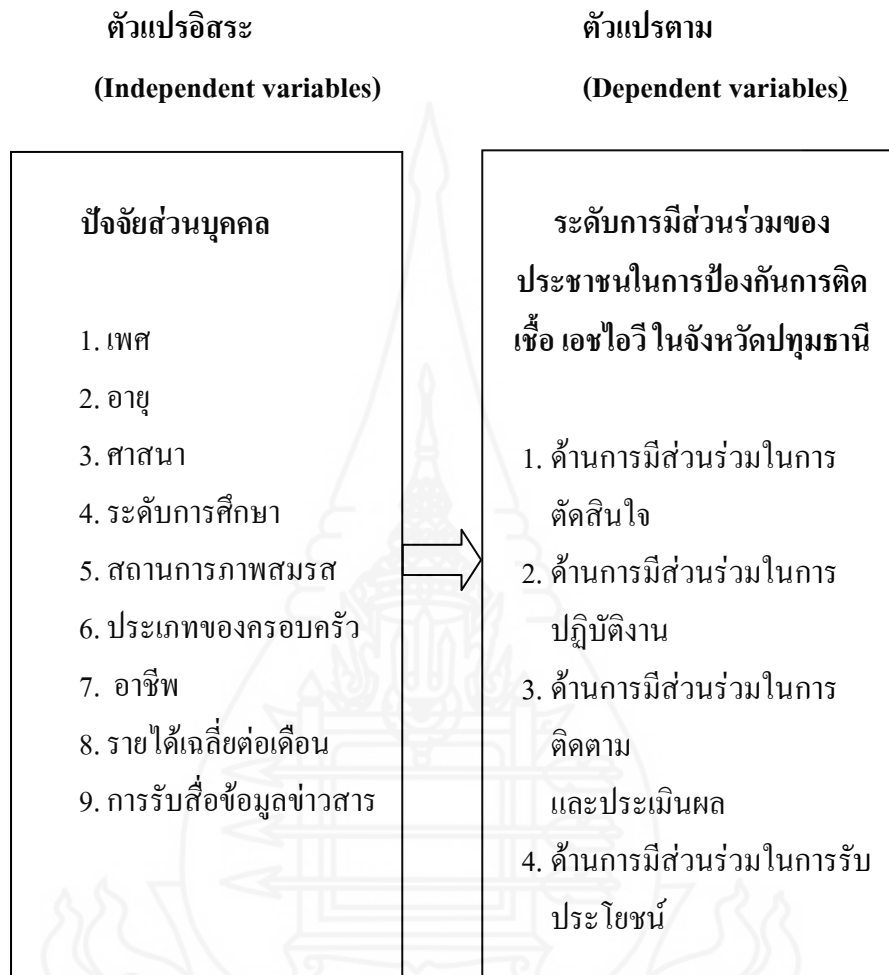 ตัวแปรอิสระ
(Independent variables)
ปัจจัยส่วนบุคคล
1. เพศ
2. อายุ
3. ศาสนา
4. ระดับการศึกษา
5. สถานการภาพสมรส
6. ประเภทของครอบครัว
7. อาชีพ
8. รายได้เฉลี่ยต่อเดือน
9. การรับสื่อข้อมูลข่าวสาร
ตัวแปรตาม
(Dependent variables)
ระดับการมีส่วนร่วมของ
ประชาชนในการป้องกันการติด
เชื้อ เอชไอวี ในจังหวัดปทุมธานี
1. ด้านการมีส่วนร่วมในการ
ตัดสินใจ
2. ด้านการมีส่วนร่วมในการ
ปฏิบัติงาน
3. ด้านการมีส่วนร่วมในการ
ติดตาม
และประเมินผล
4. ด้านการมีส่วนร่วมในการรับ
ประโยชน์